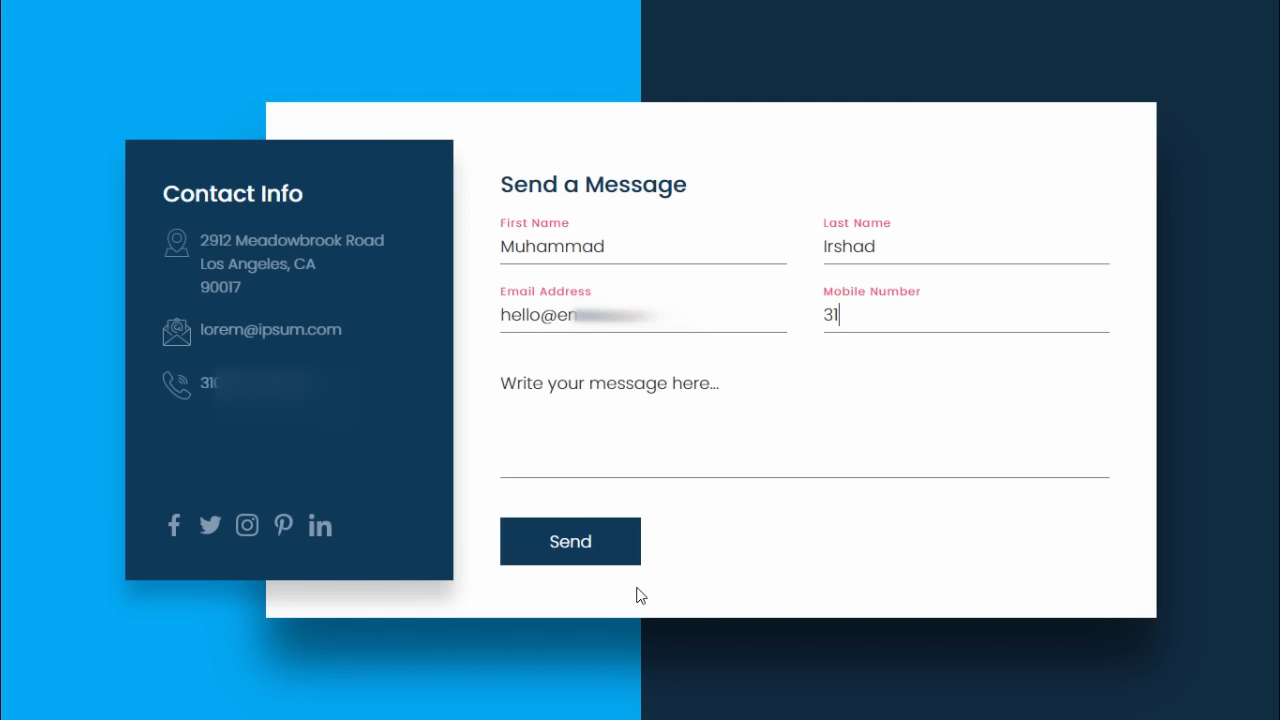 Contact Info
2912 Meadowbrook Road
Los Angeles, CA
90017
lorem@ipsum.com
Send a Message
First Name
Muhammad
Last Name
Irshad
Email Address
Mobile Number
31
Write your message here...
Send